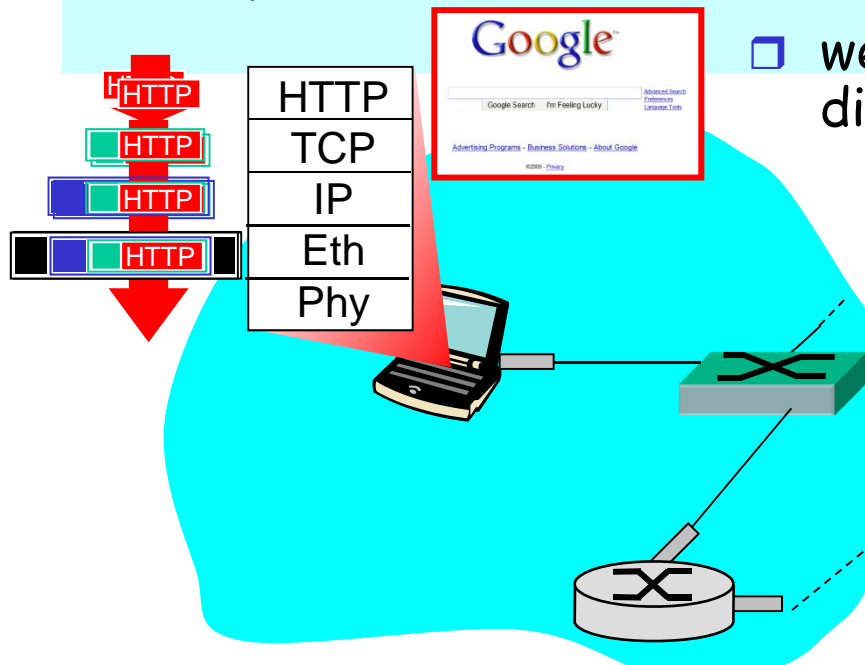 HTTP
HTTP
HTTP
HTTP
HTTP
HTTP
TCP
IP
Eth
Phy
Google
Advanced Search
Preferences
Language Tools
Google Search I'm Feeling Lucky
Advertising Programs - Business Solutions - About Google
©2009 - Privacy
we
di